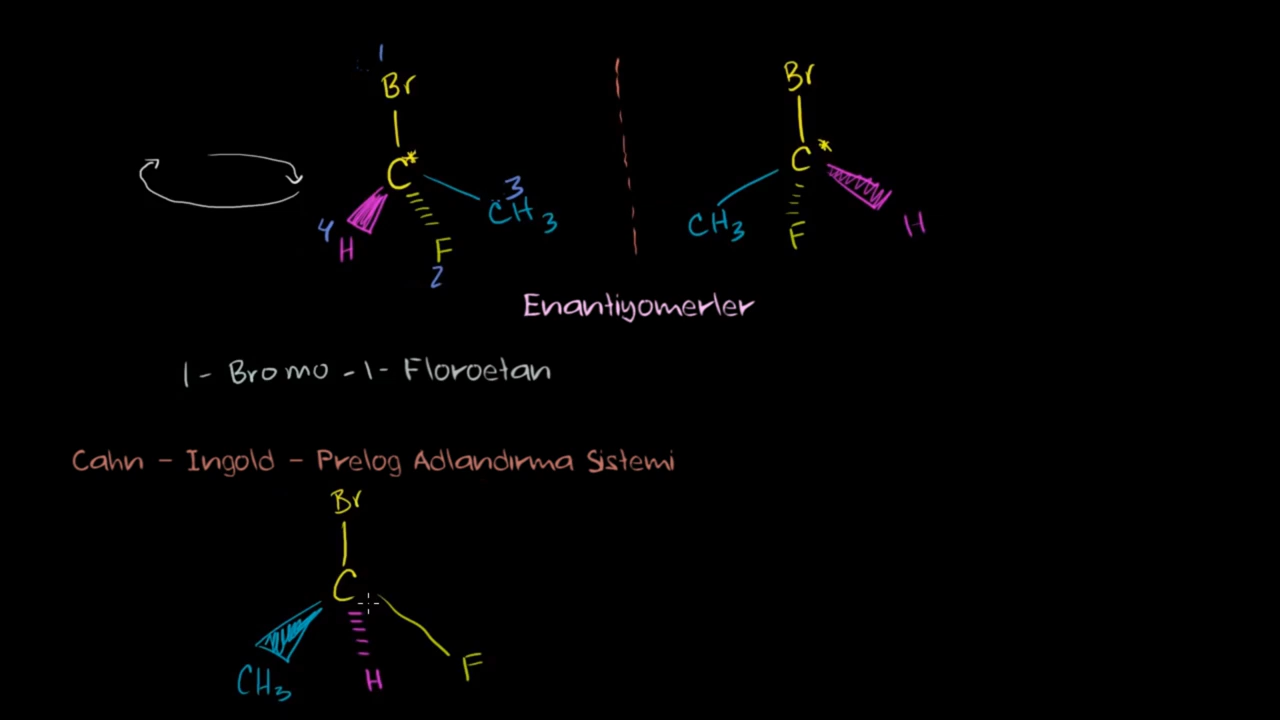 1
Br
Br
C*
C*
3
CH3
4
H
F
2
CH3
F
H
Enantiyomerler
1- Bromo -1- Floroetan
Cahn - Ingold - Prelog Adlandırma Sistemi
Br
C
CH3
H
F